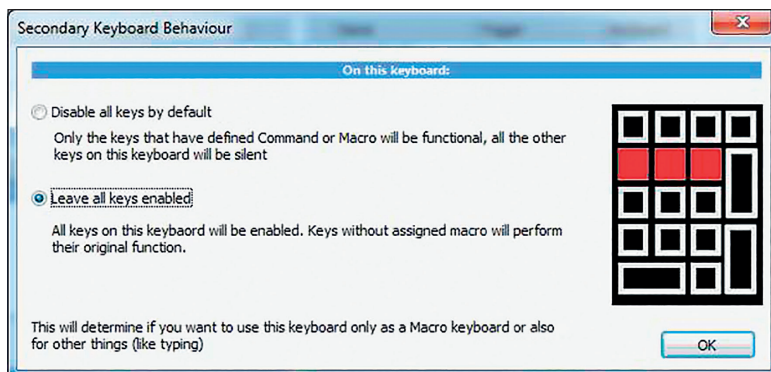 Secondary Keyboard Behaviour
On this keyboard:
Disable all keys by default
Only the keys that have defined Command or Macro will be functional, all the other
keys on this keyboard will be silent
Leave all keys enabled
All keys on this keybaord will be enabled. Keys without assigned macro will perform
their original function.
This will determine if you want to use this keyboard only as a Macro keyboard or also
for other things (like typing)
OK